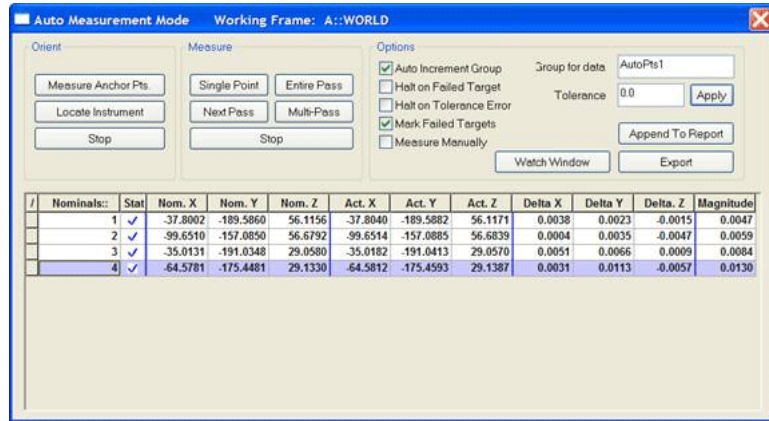 Auto Measurement Mode Working Frame: A::WORLD
Orient
Measure Anchor Pts.
Locate Instrument
Stop
Measure
Single Point Entire Pass
Next Pass Multi-Pass
Stop
Options
Auto Increment Group
Halt on Failed Target
Halt on Tolerance Error
Mark Failed Targets
Measure Manually
Group for data AutoPts1
Tolerance 0.0 Apply
Append To Report
Watch Window Export
/ Nominals:: Stat Nom. X Nom. Y Nom. Z Act. X Act. Y Act. Z Delta X Delta Y Delta. Z Magnitude
1 -37.8002 -189.5860 56.1156 -37.8040 -189.5882 56.1171 0.0038 0.0023 -0.0015 0.0047
2 -99.6510 -157.0850 56.6792 -99.6514 -157.0885 56.6839 0.0004 0.0035 -0.0047 0.0059
3 -35.0131 -191.0348 29.0580 -35.0182 -191.0413 29.0570 0.0051 0.0066 0.0009 0.0084
4 -64.5781 -175.4481 29.1330 -64.5812 -175.4593 29.1387 0.0031 0.0113 -0.0057 0.0130